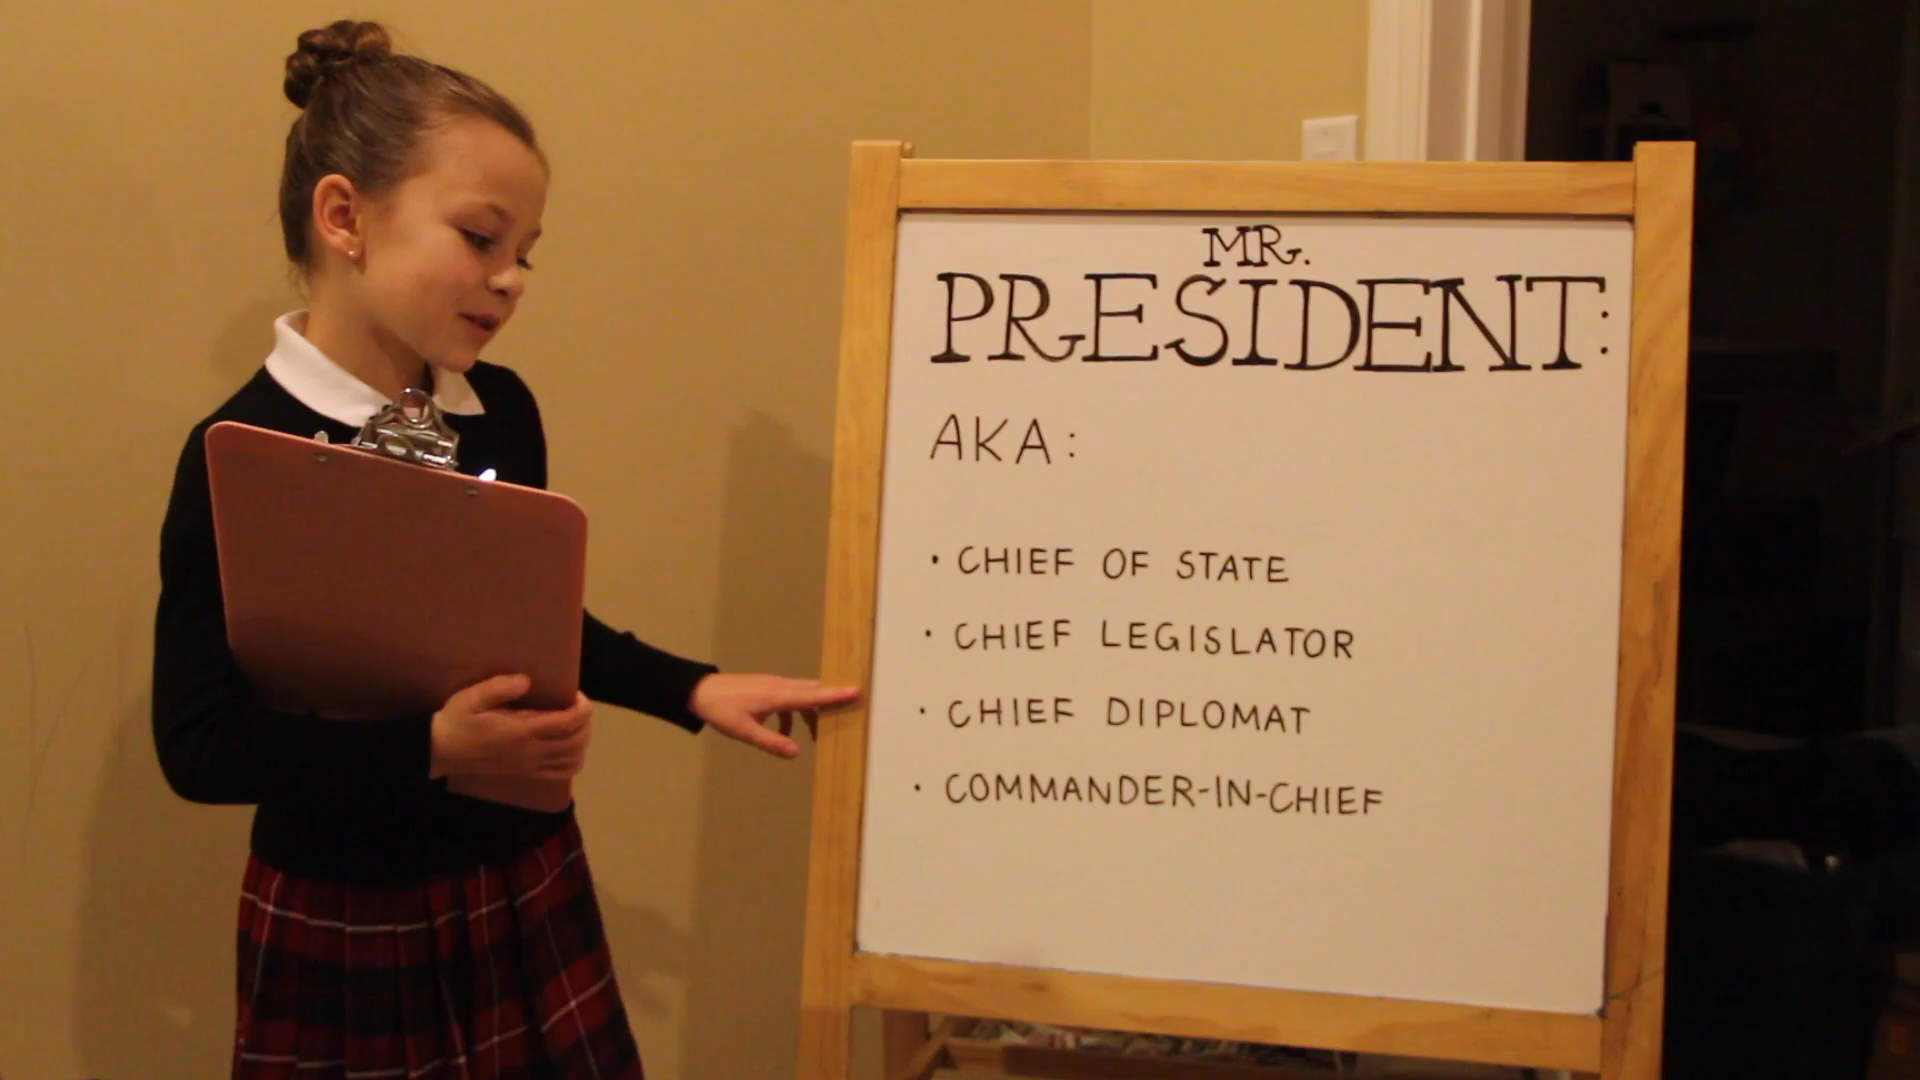 MR.
PRESIDENT:
AKA:
• CHIEF OF STATE
• CHIEF LEGISLATOR
• CHIEF DIPLOMAT
• COMMANDER-IN-CHIEF